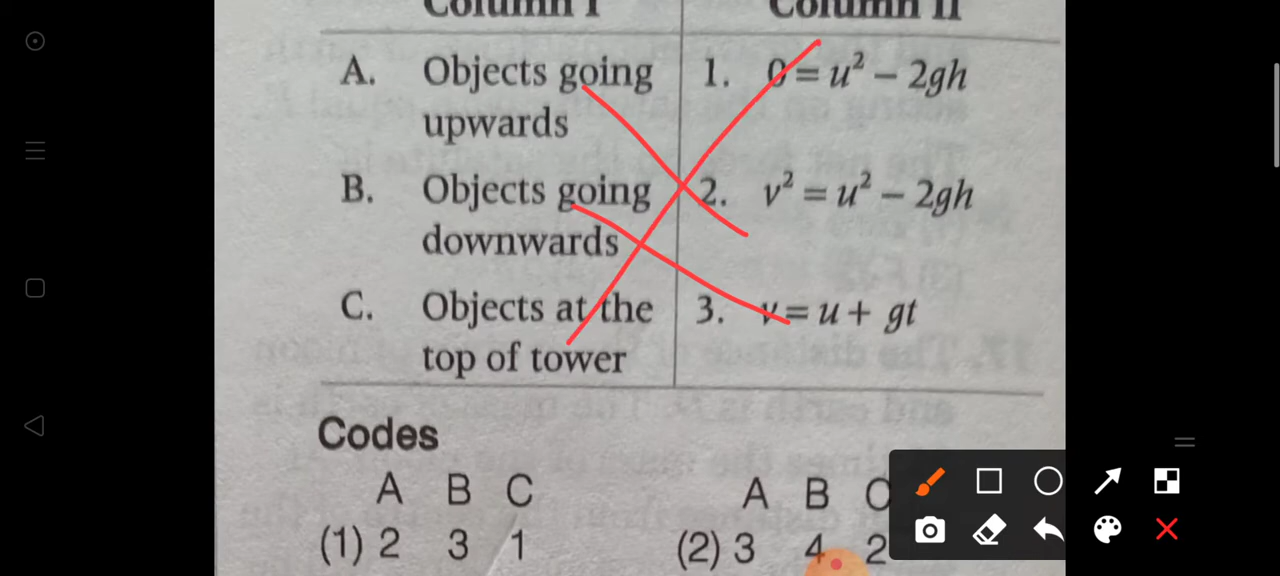 Column I Column II
A. Objects going upwards 1. 0 = u² − 2gh
B. Objects going downwards 2. v² = u² − 2gh
C. Objects at the top of tower 3. v = u + gt
Codes
A B C A B C
(1) 2 3 1 (2) 3 4 2